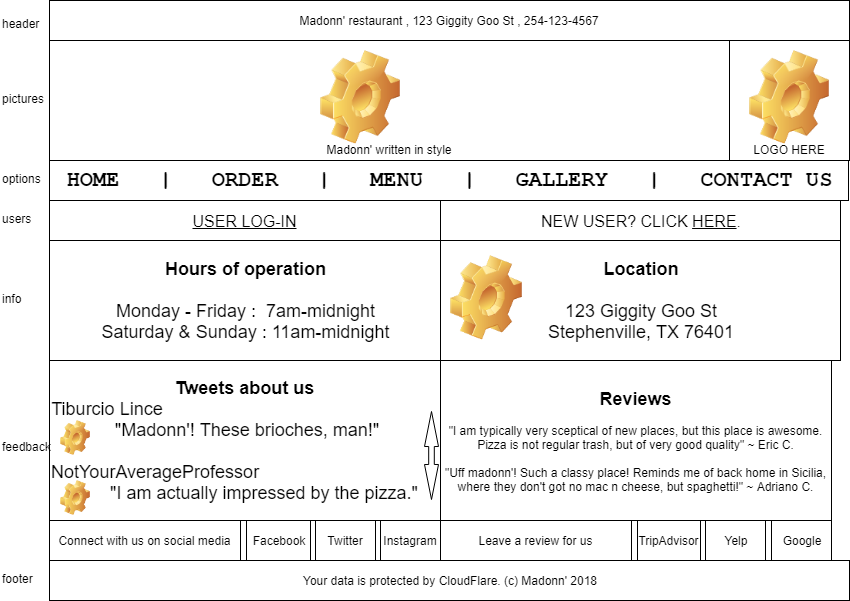 header
Madonn' restaurant , 123 Giggity Goo St , 254-123-4567
pictures
Madonn' written in style
LOGO HERE
options
HOME | ORDER | MENU | GALLERY | CONTACT US
users
USER LOG-IN
NEW USER? CLICK HERE.
info
Hours of operation
Monday - Friday : 7am-midnight
Saturday & Sunday : 11am-midnight
Location
123 Giggity Goo St
Stephenville, TX 76401
feedback
Tweets about us
Tiburcio Lince
"Madonn'! These brioches, man!"
NotYourAverageProfessor
"I am actually impressed by the pizza."
Reviews
"I am typically very sceptical of new places, but this place is awesome.
Pizza is not regular trash, but of very good quality" ~ Eric C.
"Uff madonn'! Such a classy place! Reminds me of back home in Sicilia,
where they don't got no mac n cheese, but spaghetti!" ~ Adriano C.
Connect with us on social media
Facebook
Twitter
Instagram
Leave a review for us
TripAdvisor
Yelp
Google
footer
Your data is protected by CloudFlare. (c) Madonn' 2018